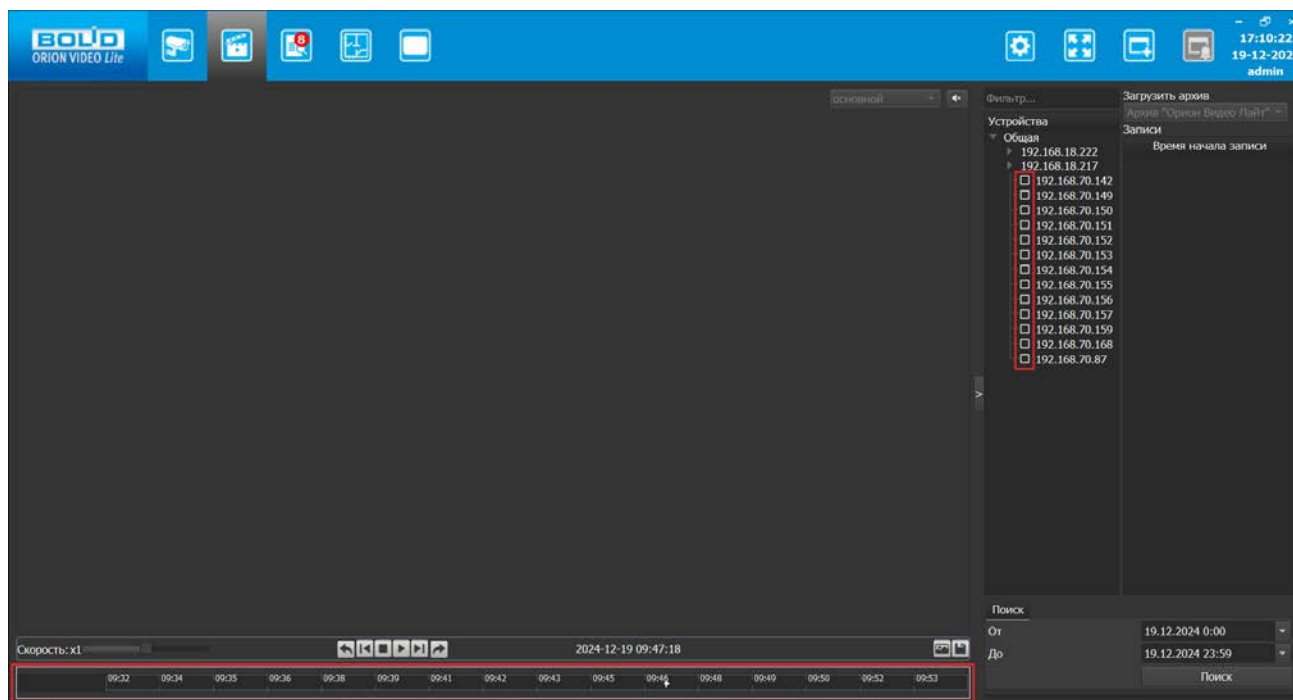 BOLID
ORION VIDEO Lite
8
17:10:22
19-12-202
admin
основной
Фильтр...
Загрузить архив
Архив "Орион Видео Лайт"
Устройства
Записи
Время начала записи
Общая
192.168.18.222
192.168.18.217
192.168.70.142
192.168.70.149
192.168.70.150
192.168.70.151
192.168.70.152
192.168.70.153
192.168.70.154
192.168.70.155
192.168.70.156
192.168.70.157
192.168.70.159
192.168.70.168
192.168.70.87
>
Поиск
От 19.12.2024 0:00
До 19.12.2024 23:59
Поиск
Скорость: x1 2024-12-19 09:47:18
09:32 09:34 09:35 09:36 09:38 09:39 09:41 09:42 09:43 09:45 09:46 09:48 09:49 09:50 09:52 09:53